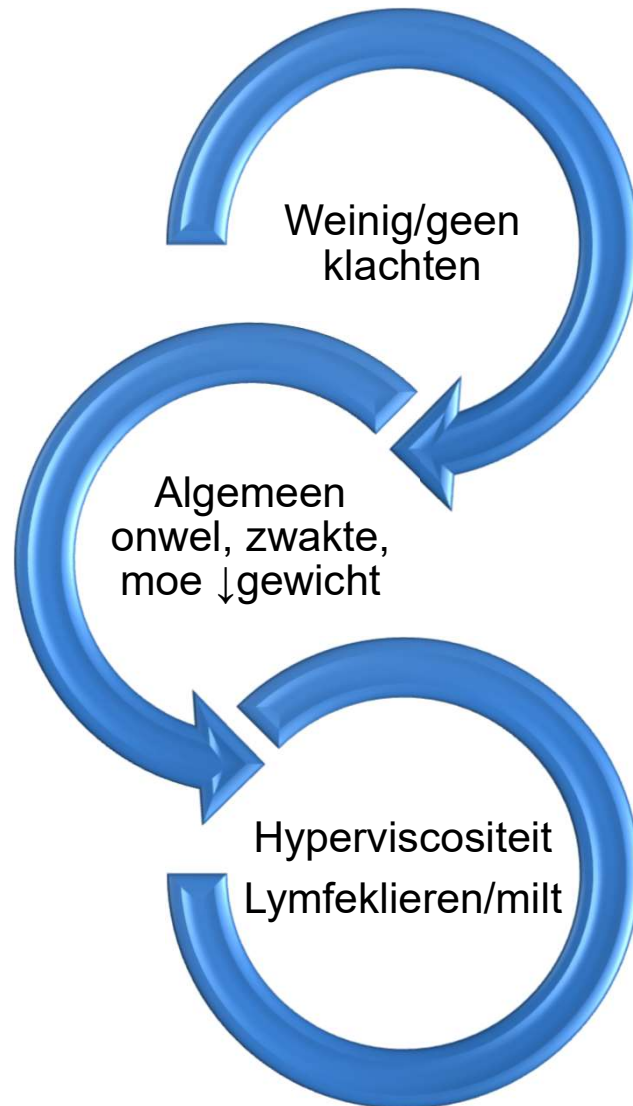 Weinig/geen
klachten
Algemeen
onwel, zwakte,
moe ↓gewicht
Hyperviscositeit
Lymfeklieren/milt